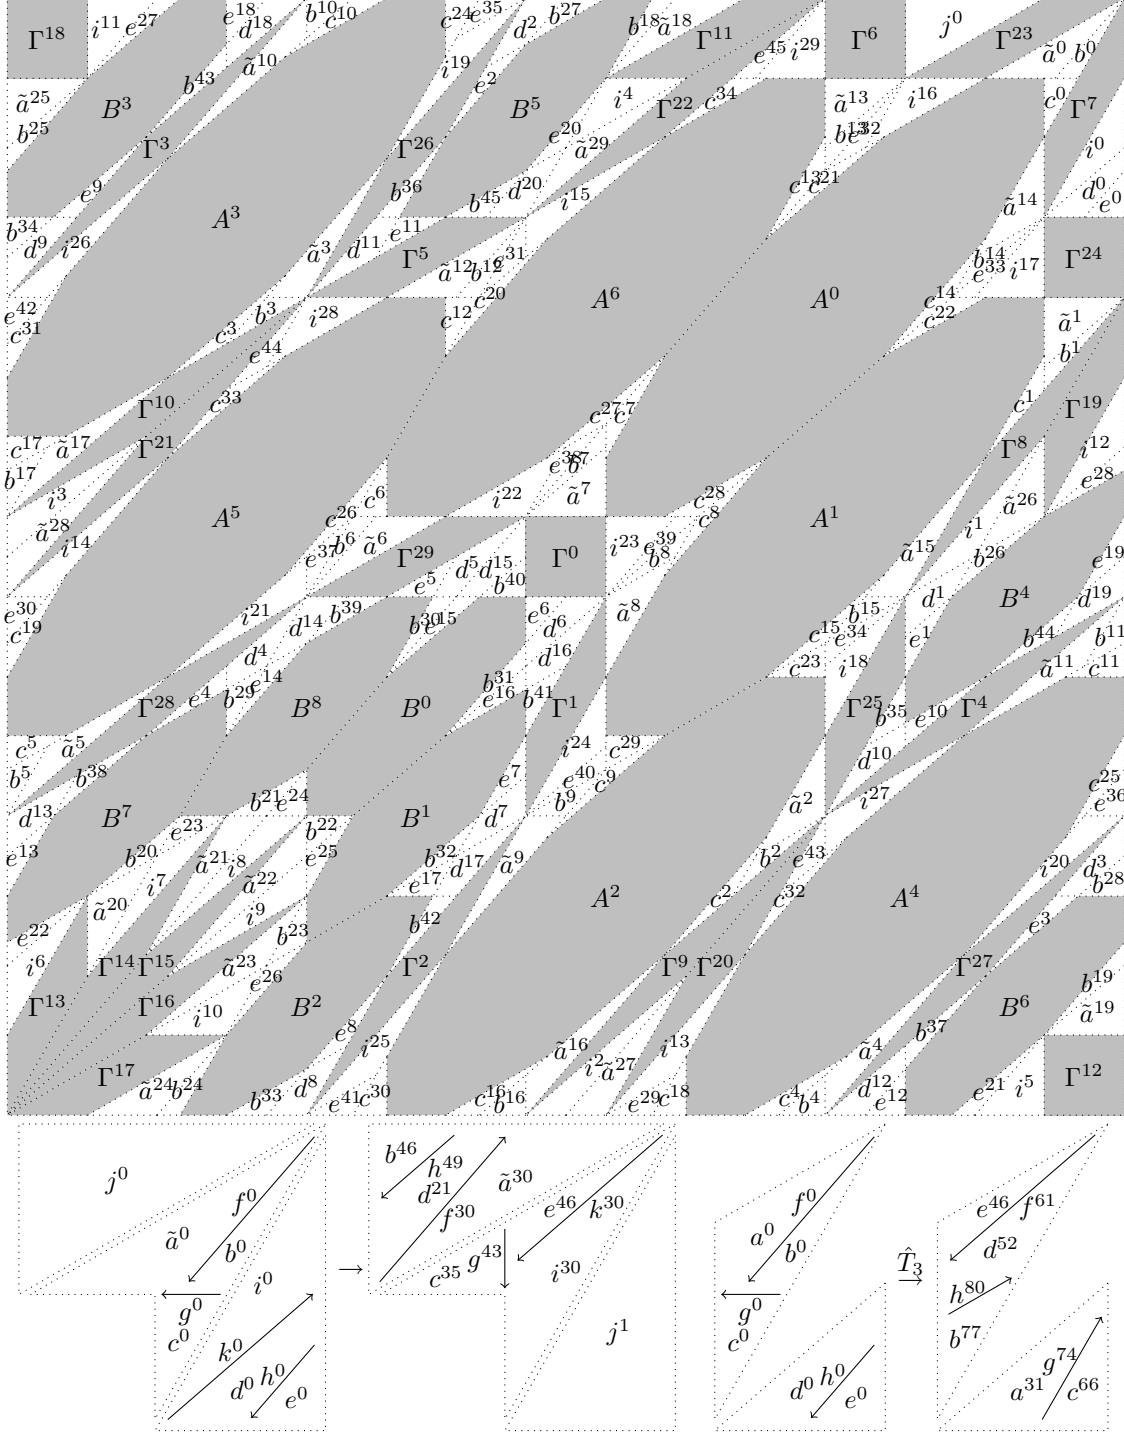 Γ^18 i^11 e^27 e^18 d^18 b^10 c^10 c^24 e^35 d^2 b^27 b^18 ã^18 Γ^11 e^45 i^29 Γ^6 j^0 Γ^23 ã^0 b^0
b^43 ã^10 i^19 e^2
ã^25 B^3 B^5 i^4 Γ^22 c^34 ã^13 i^16 c^0 Γ^7
b^25 Γ^3 Γ^26 e^20 ã^29 b^13 e^32 i^0
e^9 b^36 b^45 d^20 i^15 c^13 c^21 ã^14 d^0 e^0
b^34 d^9 i^26 A^3 ã^3 d^11 e^11 Γ^5 ã^12 b^12 e^31 b^14 e^33 i^17 Γ^24
e^42 c^31 c^3 b^3 i^28 c^12 c^20 A^6 A^0 c^14 c^22 ã^1
e^44 b^1
Γ^10 c^33 c^27 c^7 c^1 Γ^19
c^17 ã^17 Γ^21 e^38 b^7 Γ^8 i^12
b^17 i^3 c^6 i^22 ã^7 c^28 ã^26 e^28
ã^28 i^14 A^5 c^26 b^6 ã^6 c^8 A^1 i^1
e^37 Γ^29 d^5 d^15 Γ^0 i^23 e^39 b^8 ã^15 b^26 e^19
e^5 b^40 d^1 B^4 d^19
e^30 c^19 i^21 d^14 b^39 b^30 e^15 e^6 d^6 ã^8 b^15 c^15 e^34 e^1 b^44 b^11
d^4 e^14 d^16 c^23 i^18 ã^11 c^11
Γ^28 e^4 b^29 B^8 B^0 b^31 e^16 b^41 Γ^1 Γ^25 b^35 e^10 Γ^4
c^5 ã^5 i^24 c^29 d^10
b^5 b^38 e^7 e^40 c^9 c^25
d^13 B^7 b^21 e^24 B^1 d^7 b^9 ã^2 i^27 e^36
e^13 b^20 e^23 ã^21 i^8 b^22 e^25 b^32 d^17 ã^9 b^2 e^43 i^20 d^3
i^7 ã^22 e^17 b^28
e^22 ã^20 i^9 b^23 b^42 A^2 c^2 c^32 A^4 e^3
i^6 Γ^14 Γ^15 ã^23 e^26 Γ^2 Γ^9 Γ^20 Γ^27 b^19
Γ^13 Γ^16 i^10 B^2 e^8 i^25 ã^16 i^13 ã^4 b^37 B^6 ã^19
Γ^17 ã^24 b^24 b^33 d^8 e^41 c^30 c^16 b^16 i^2 ã^27 e^29 c^18 c^4 b^4 d^12 e^12 e^21 i^5 Γ^12
j^0 f^0 ã^0 b^0 i^0 g^0 c^0 k^0 d^0 h^0 e^0
→
b^46 h^49 d^21 f^30 ã^30 e^46 k^30 g^43 c^35 i^30 j^1
f^0 a^0 b^0 g^0 c^0 d^0 h^0 e^0
T̂_3 →
e^46 f^61 d^52 h^80 b^77 g^74 a^31 c^66